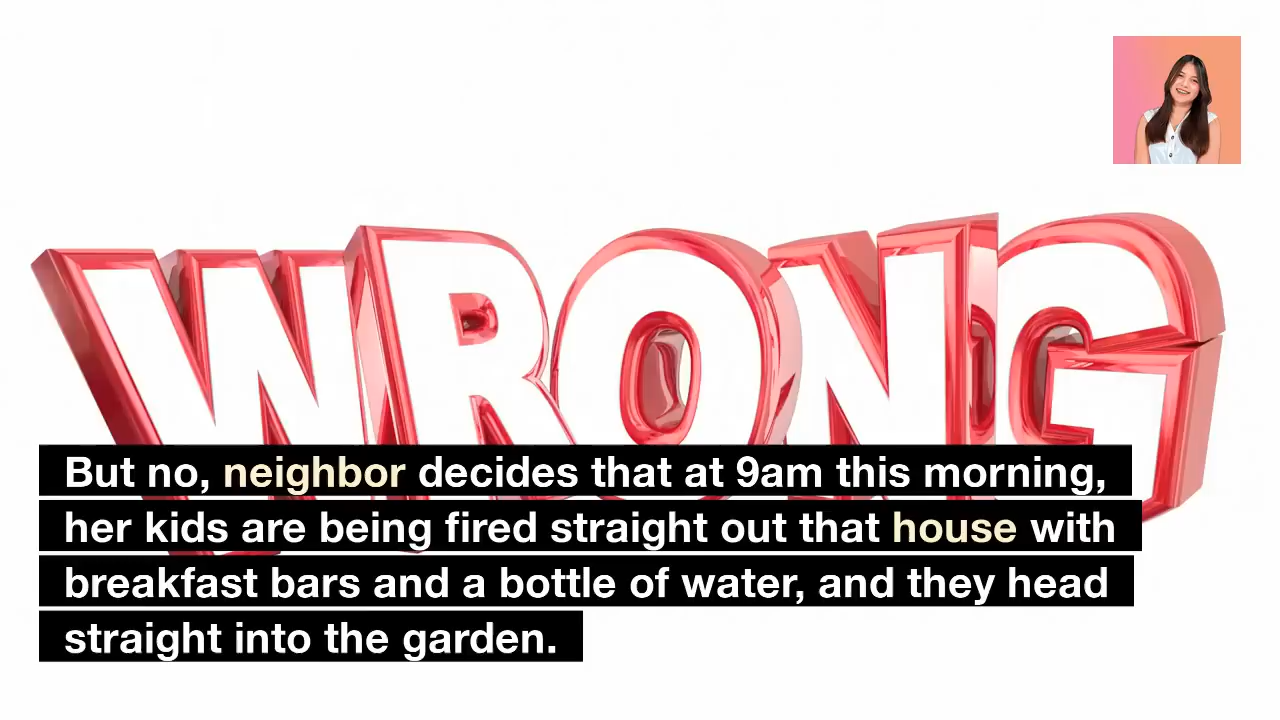 WRONG
But no, neighbor decides that at 9am this morning,
her kids are being fired straight out that house with
breakfast bars and a bottle of water, and they head
straight into the garden.